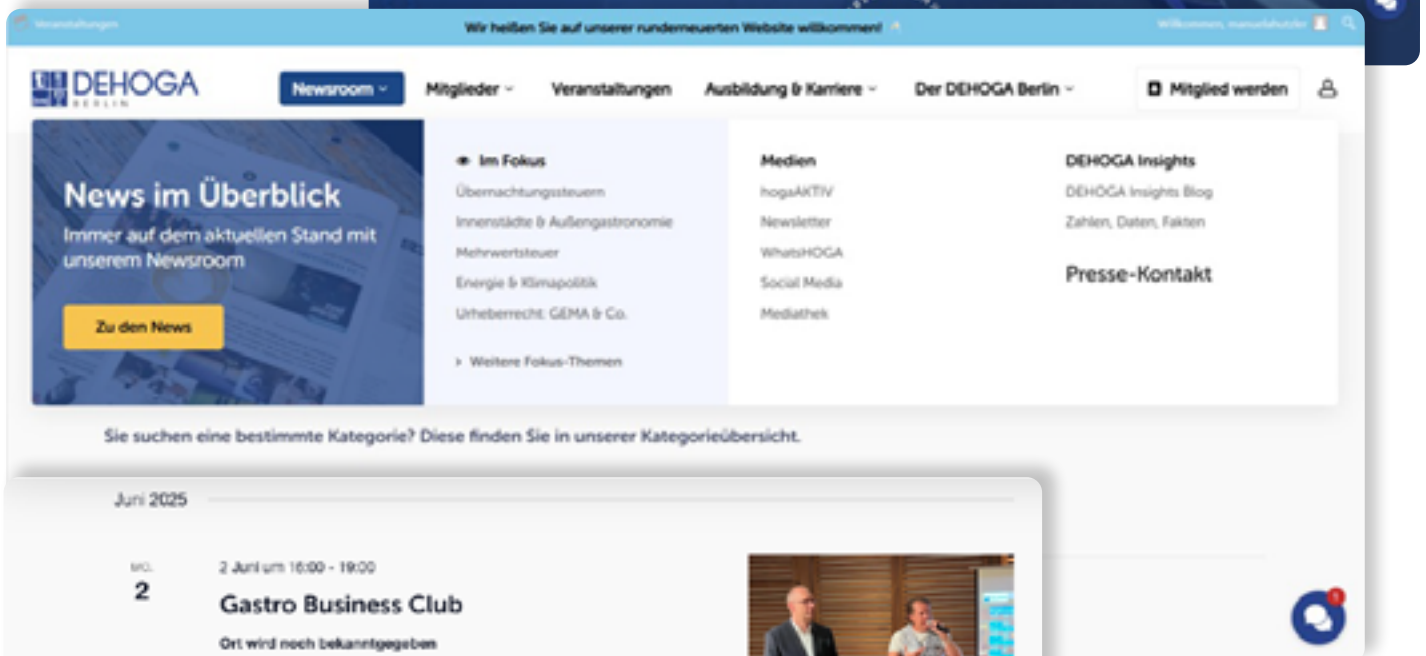 Veranstaltungen
Wir heißen Sie auf unserer runderneuerten Website willkommen!
Willkommen,
DEHOGA
BERLIN
Newsroom
Mitglieder
Veranstaltungen
Ausbildung & Karriere
Der DEHOGA Berlin
Mitglied werden
News im Überblick
Immer auf dem aktuellen Stand mit
unserem Newsroom
Zu den News
Im Fokus
Übernachtungssteuern
Innenstädte & Außengastronomie
Mehrwertsteuer
Energie & Klimapolitik
Urheberrecht: GEMA & Co.
Weitere Fokus-Themen
Medien
hogaAKTIV
Newsletter
WhatsHOGA
Social Media
Mediathek
DEHOGA Insights
DEHOGA Insights Blog
Zahlen, Daten, Fakten
Presse-Kontakt
Sie suchen eine bestimmte Kategorie? Diese finden Sie in unserer Kategorieübersicht.
Juni 2025
MO.
2
2 Juni um 16:00 - 19:00
Gastro Business Club
Ort wird noch bekanntgegeben
1